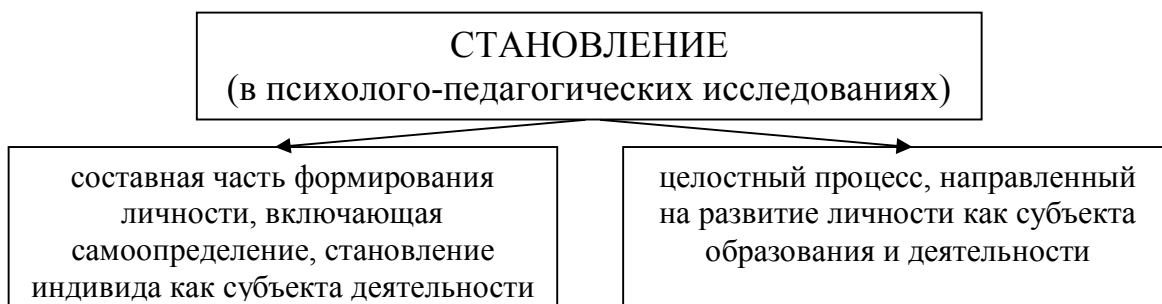 СТАНОВЛЕНИЕ
(в психолого-педагогических исследованиях)
составная часть формирования
личности, включающая
самоопределение, становление
индивида как субъекта деятельности
целостный процесс, направленный
на развитие личности как субъекта
образования и деятельности